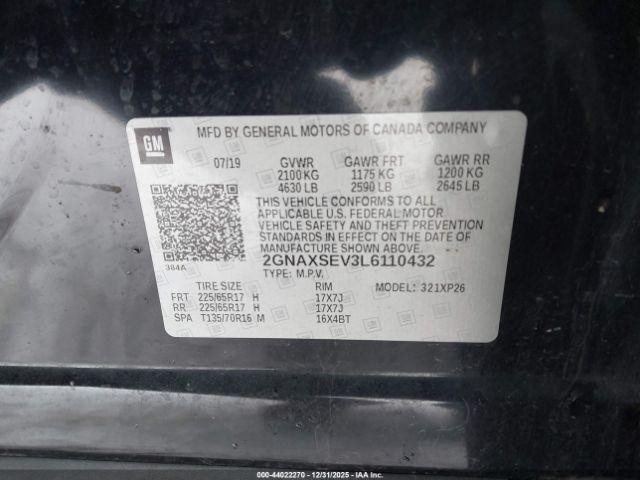 GM
MFD BY GENERAL MOTORS OF CANADA COMPANY
07/19 GVWR GAWR FRT GAWR RR
2100 KG 1175 KG 1200 KG
4630 LB 2590 LB 2645 LB
THIS VEHICLE CONFORMS TO ALL
APPLICABLE U.S. FEDERAL MOTOR
VEHICLE SAFETY AND THEFT PREVENTION
STANDARDS IN EFFECT ON THE DATE OF
MANUFACTURE SHOWN ABOVE.
384A
2GNAXSEV3L6110432
TYPE: M.P.V. MODEL: 321XP26
TIRE SIZE RIM
FRT 225/65R17 H 17X7J
RR 225/65R17 H 17X7J
SPA T135/70R16 M 16X4BT
000-44022270 - 12/31/2025 - IAAI.COM